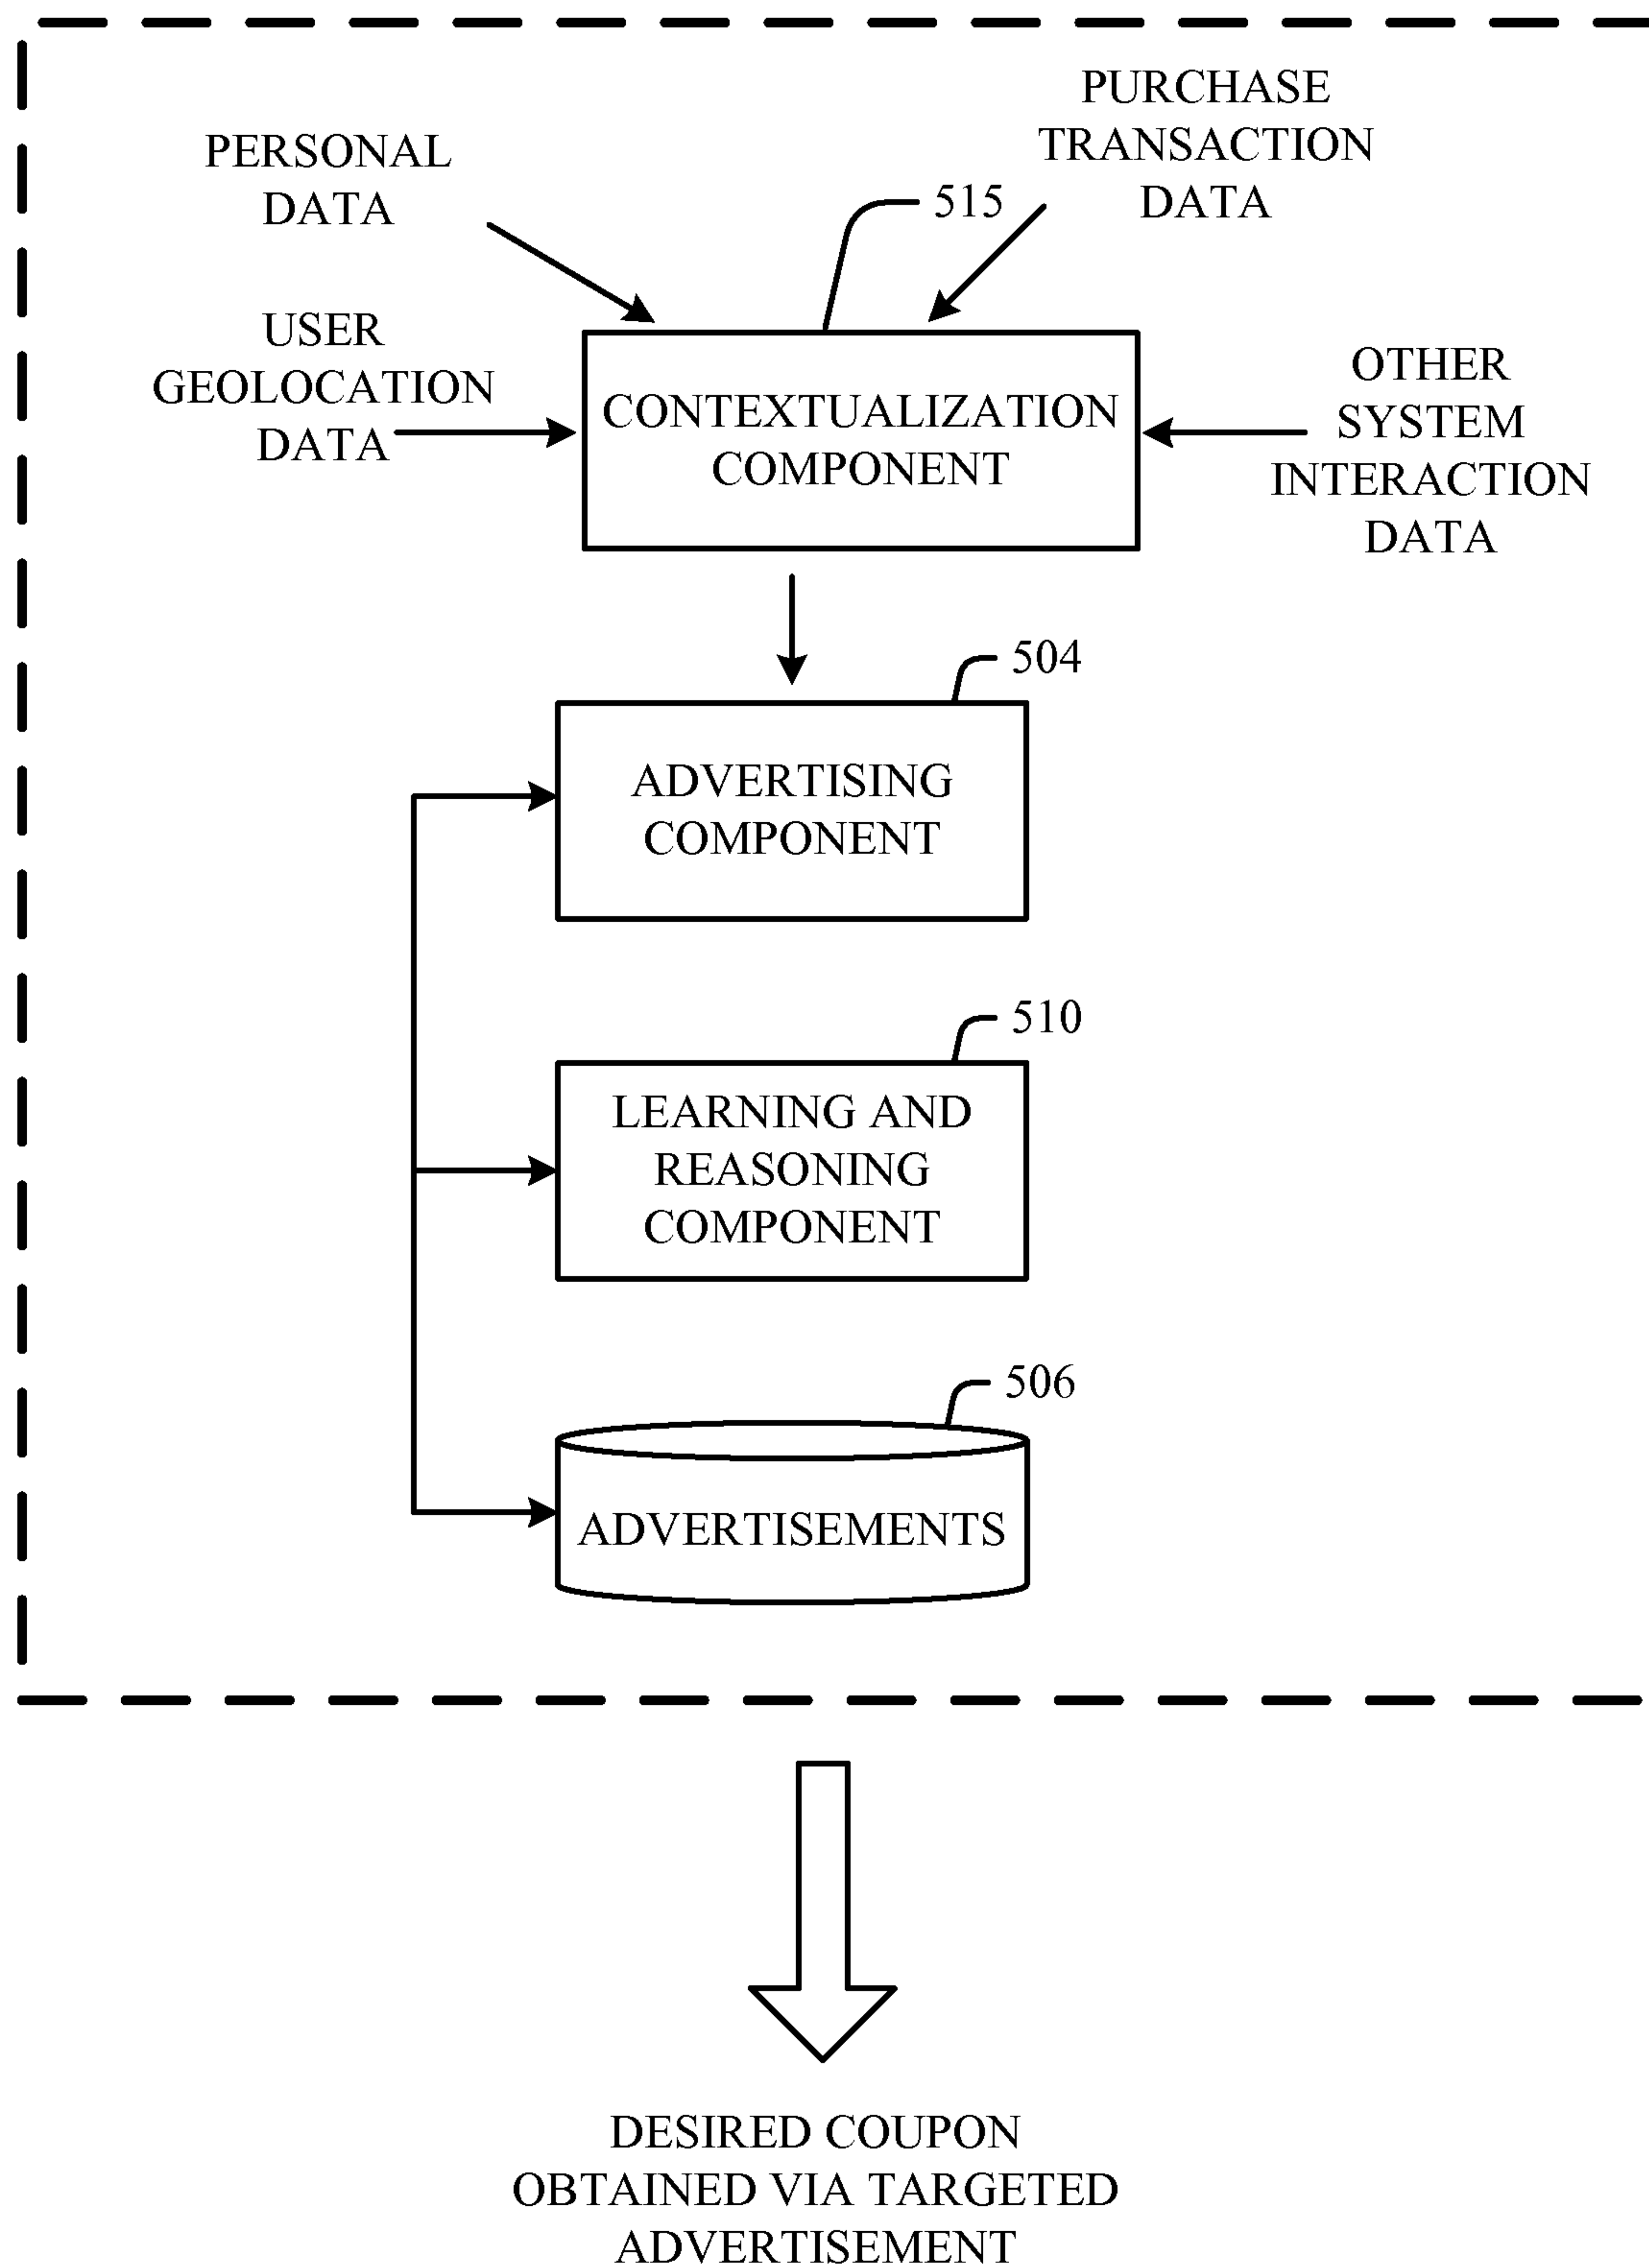 PERSONAL
DATA
PURCHASE
TRANSACTION
DATA
515
USER
GEOLOCATION
DATA
CONTEXTUALIZATION
COMPONENT
OTHER
SYSTEM
INTERACTION
DATA
504
ADVERTISING
COMPONENT
510
LEARNING AND
REASONING
COMPONENT
506
ADVERTISEMENTS
DESIRED COUPON
OBTAINED VIA TARGETED
ADVERTISEMENT